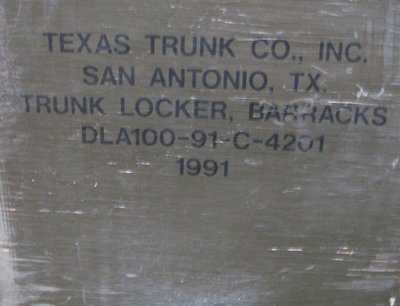 TEXAS TRUNK CO., INC.
SAN ANTONIO, TX.
TRUNK LOCKER, BARRACKS
DLA100-91-C-4201
1991